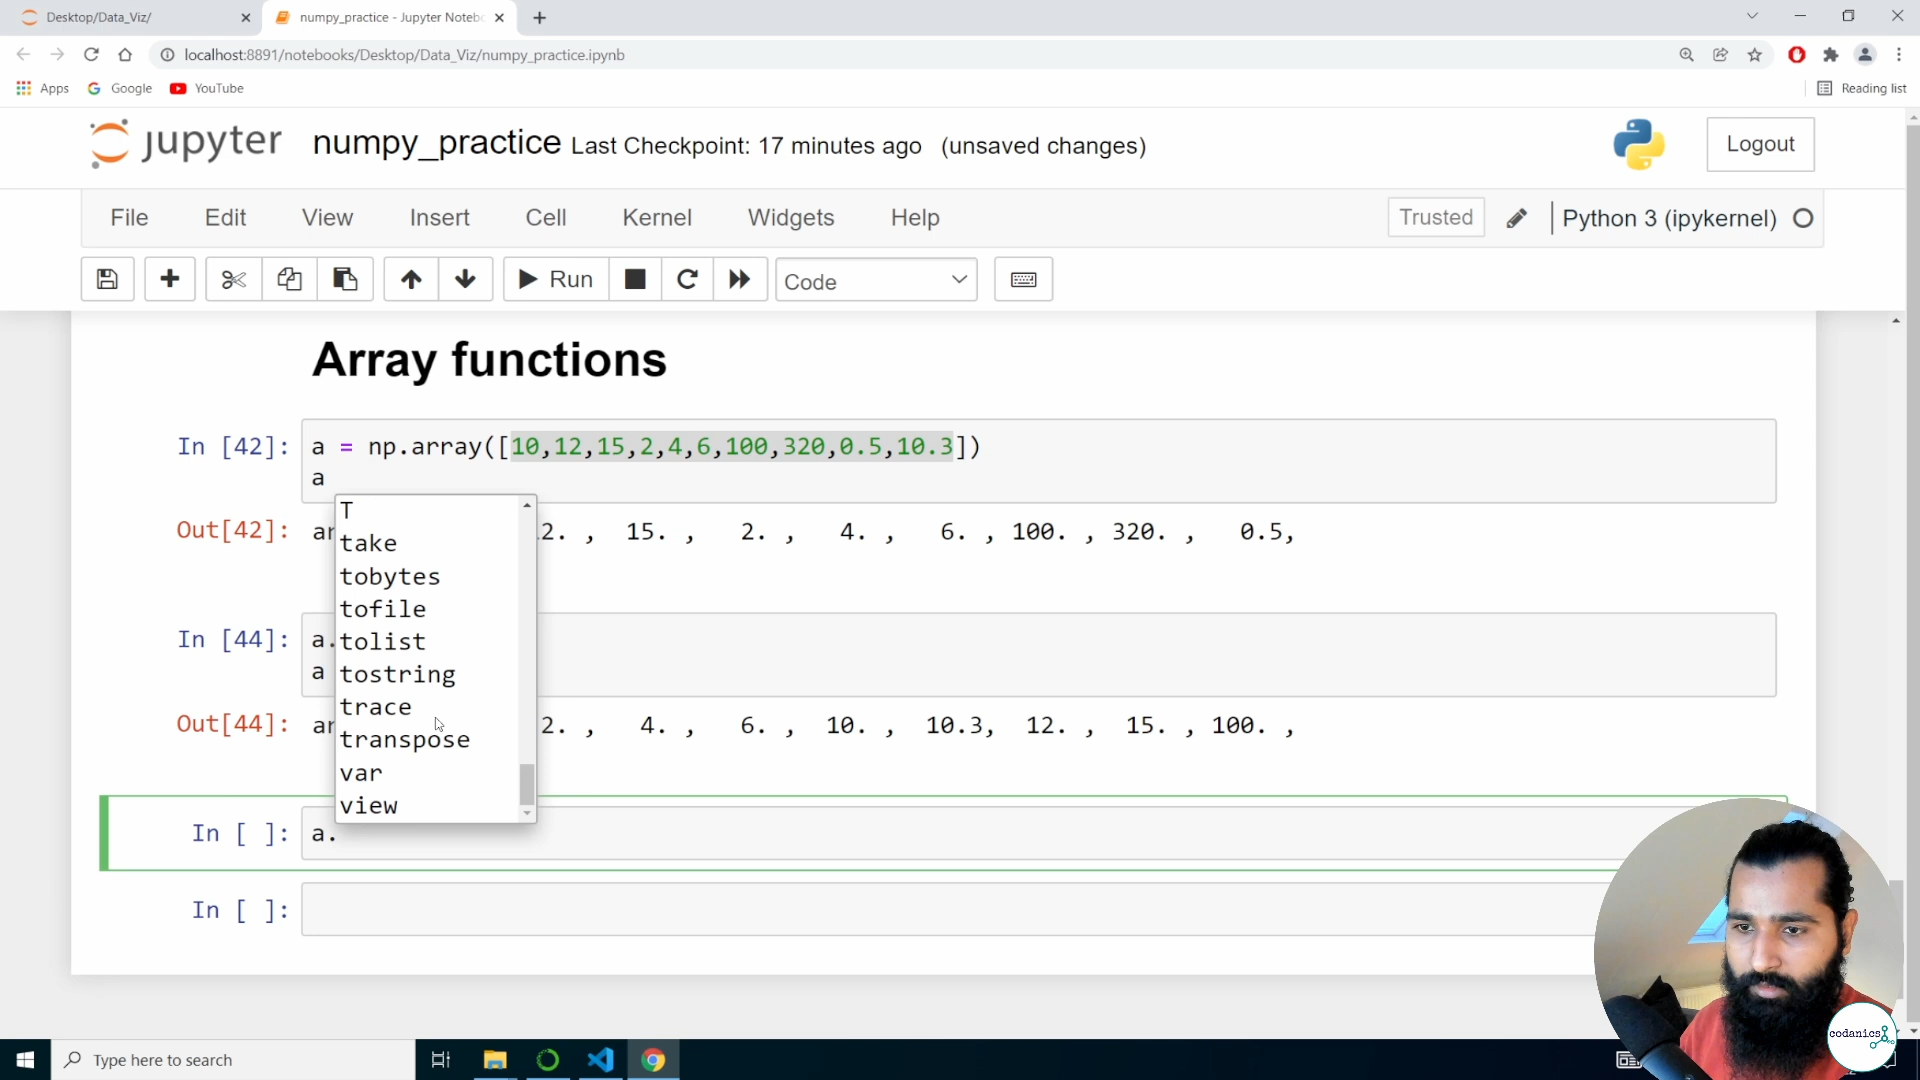 Desktop/Data_Viz/
numpy_practice - Jupyter Noteb
localhost:8891/notebooks/Desktop/Data_Viz/numpy_practice.ipynb
Apps Google YouTube Reading list
jupyter numpy_practice Last Checkpoint: 17 minutes ago (unsaved changes) Logout
File Edit View Insert Cell Kernel Widgets Help Trusted Python 3 (ipykernel)
Run Code
Array functions
In [42]: a = np.array([10,12,15,2,4,6,100,320,0.5,10.3])
a
Out[42]: ar 2. , 15. , 2. , 4. , 6. , 100. , 320. , 0.5,
In [44]: a.
a
Out[44]: ar 2. , 4. , 6. , 10. , 10.3, 12. , 15. , 100. ,
T
take
tobytes
tofile
tolist
tostring
trace
transpose
var
view
In [ ]: a.
In [ ]:
codanics
Type here to search